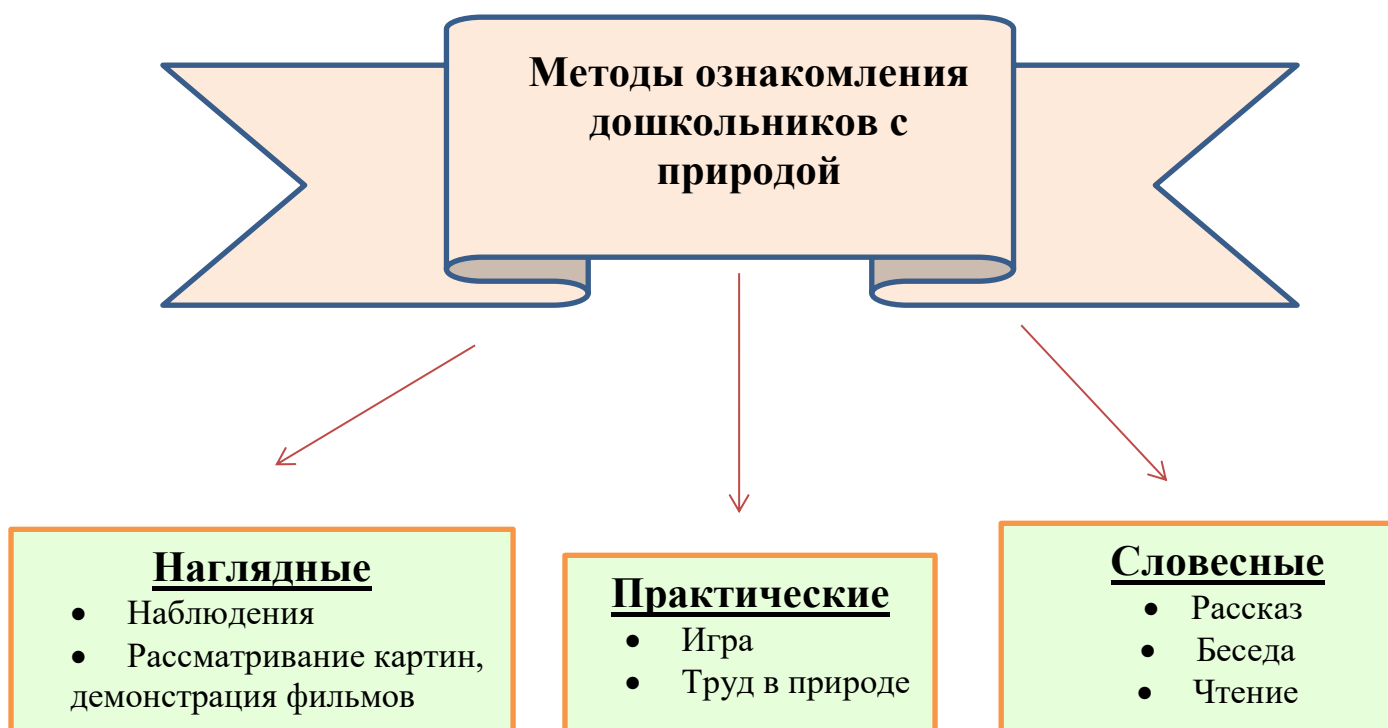 Методы ознакомления
дошкольников с
природой
Наглядные
• Наблюдения
• Рассматривание картин,
демонстрация фильмов
Практические
• Игра
• Труд в природе
Словесные
• Рассказ
• Беседа
• Чтение